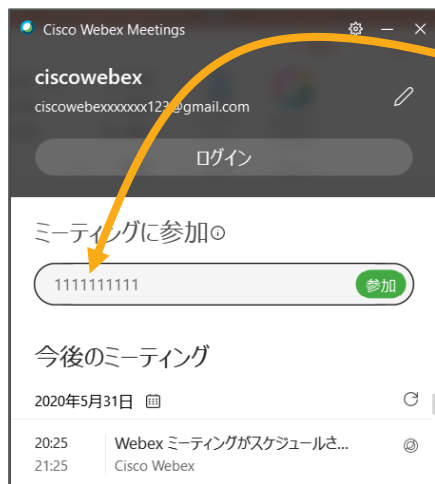 Cisco Webex Meetings
ciscowebex
ciscowebexxxxxxx123@gmail.com
ログイン
ミーティングに参加
1111111111
参加
今後のミーティング
2020年5月31日
20:25 Webex ミーティングがスケジュールさ...
21:25 Cisco Webex